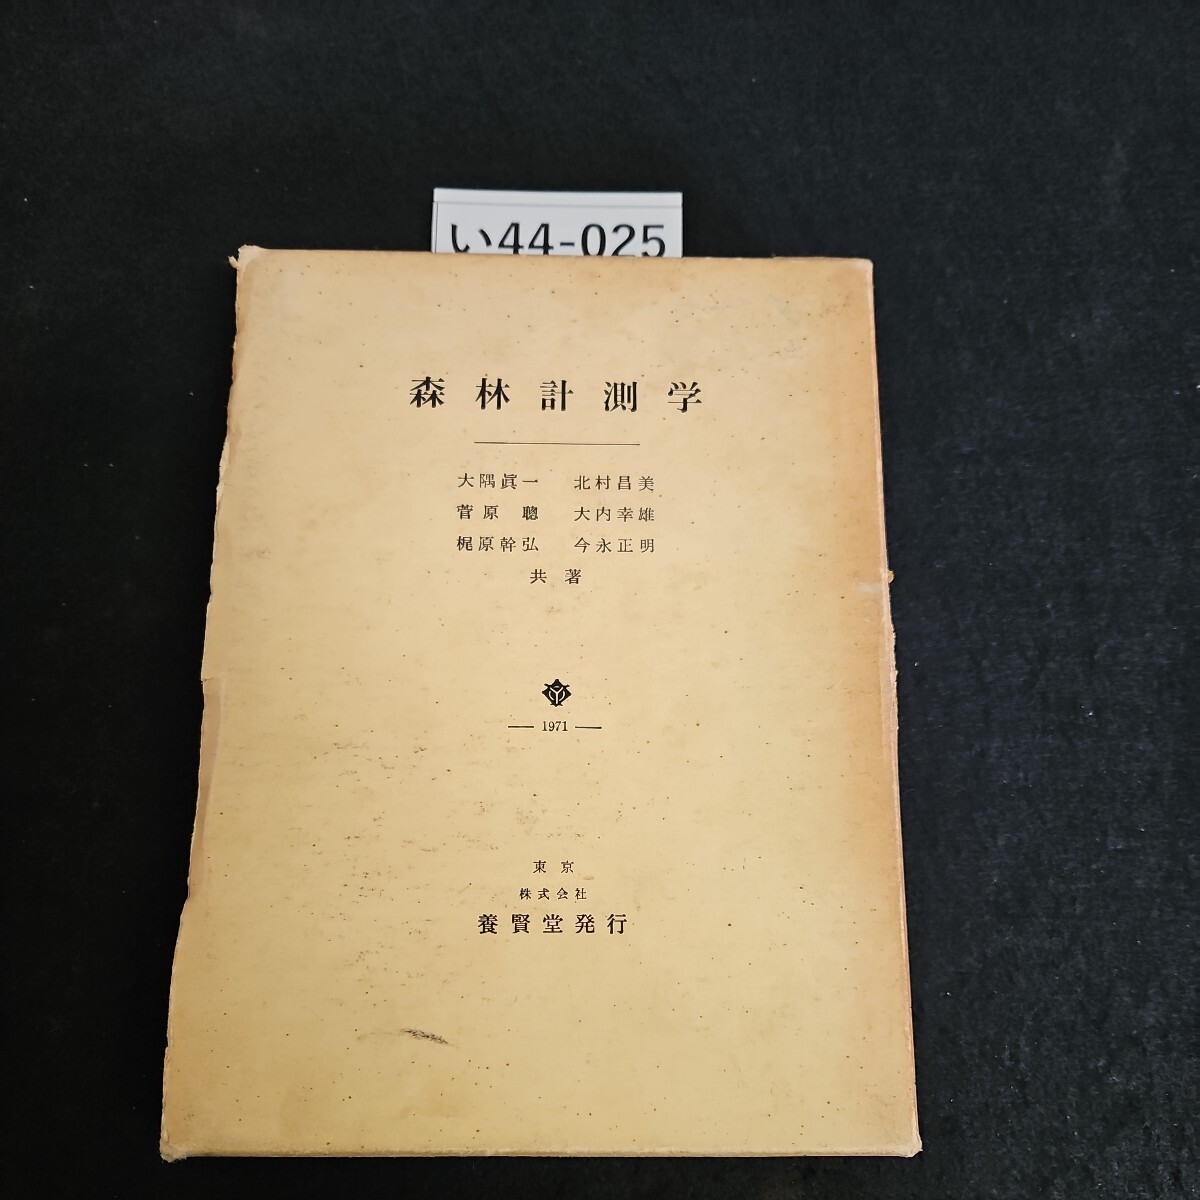 い44-025
森林計測学
大隅眞一 北村昌美
菅原 聰 大内幸雄
梶原幹弘 今永正明
共著
1971
東京
株式会社
養賢堂発行